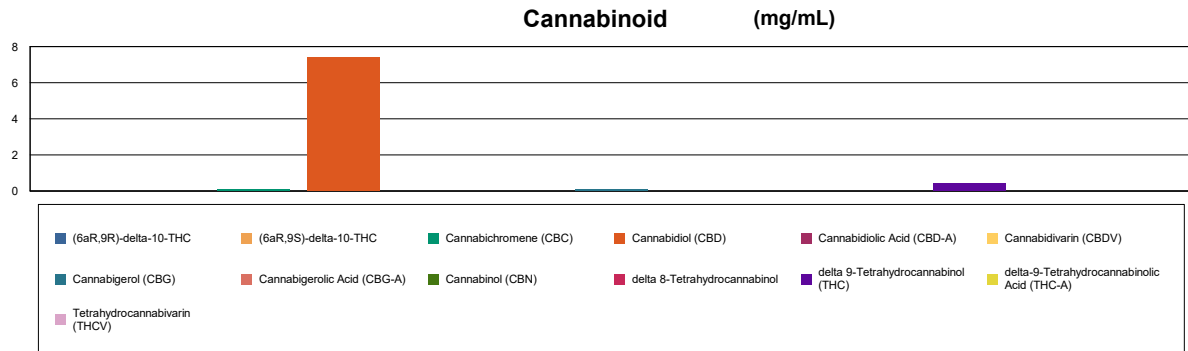 Cannabinoid (mg/mL)
8
6
4
2
0
(6aR,9R)-delta-10-THC
(6aR,9S)-delta-10-THC
Cannabichromene (CBC)
Cannabidiol (CBD)
Cannabidiolic Acid (CBD-A)
Cannabidivarin (CBDV)
Cannabigerol (CBG)
Cannabigerolic Acid (CBG-A)
Cannabinol (CBN)
delta 8-Tetrahydrocannabinol
delta 9-Tetrahydrocannabinol
(THC)
delta-9-Tetrahydrocannabinolic
Acid (THC-A)
Tetrahydrocannabivarin
(THCV)